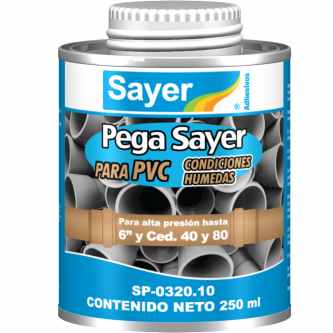 Sayer
®
Adhesivos
Pega Sayer
PARA PVC
CONDICIONES
HUMEDAS
Para alta presión hasta
6" y Ced. 40 y 80
SP-0320.10
CONTENIDO NETO 250 ml